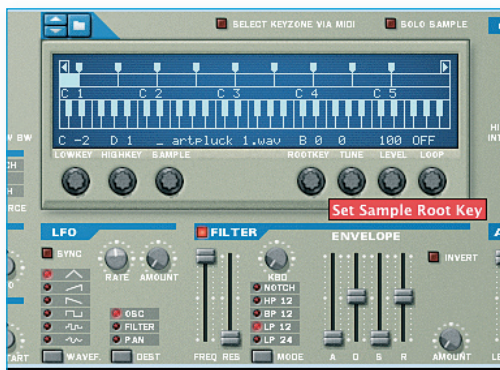 SELECT KEYZONE VIA MIDI
SOLO SAMPLE
C 1 C 2 C 3 C 4 C 5
C -2 D 1 _ artpluck 1.wav B 0 0 100 OFF
LOWKEY HIGHKEY SAMPLE ROOTKEY TUNE LEVEL LOOP
Set Sample Root Key
LFO
SYNC
RATE AMOUNT
OSC
FILTER
PAN
WAVEF. DEST
FILTER
KBD
NOTCH
HP 12
BP 12
LP 12
LP 24
FREQ RES MODE
ENVELOPE
INVERT
A D S R AMOUNT